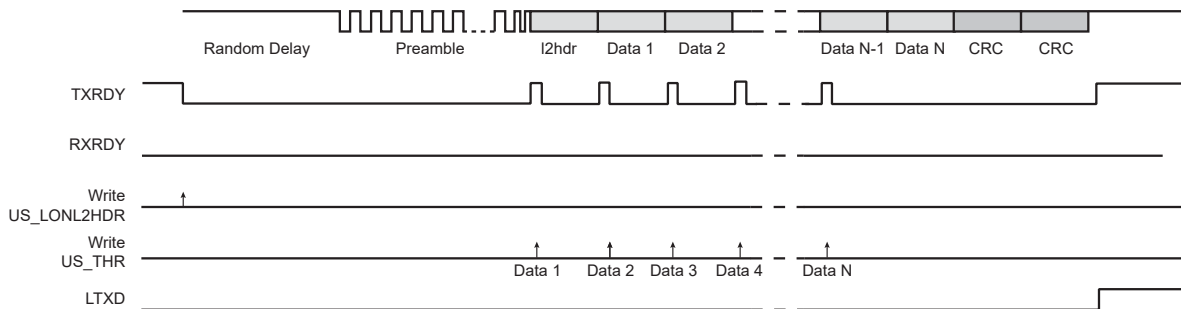 Random Delay Preamble l2hdr Data 1 Data 2 Data N-1 Data N CRC CRC
TXRDY
RXRDY
Write
US_LONL2HDR
Write
US_THR
Data 1 Data 2 Data 3 Data 4 Data N
LTXD